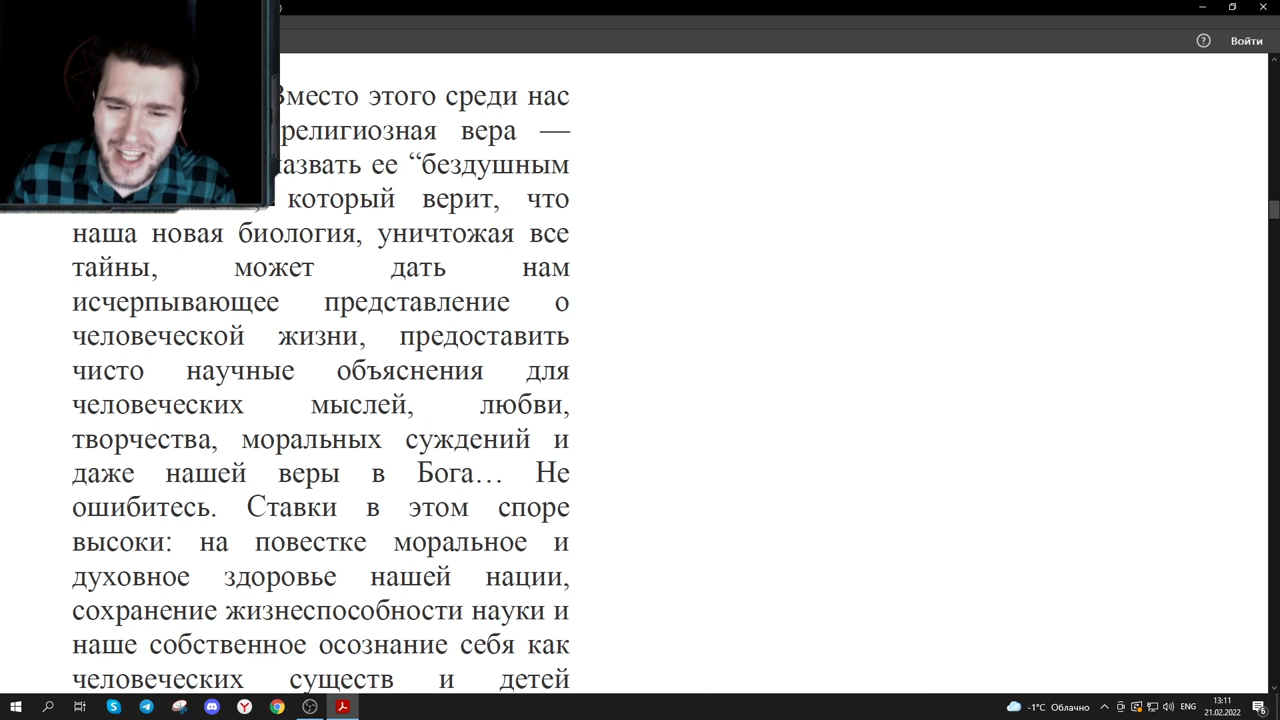 Войти
Вместо этого среди нас
религиозная вера —
назвать ее “бездушным
который верит, что
наша новая биология, уничтожая все
тайны, может дать нам
исчерпывающее представление о
человеческой жизни, предоставить
чисто научные объяснения для
человеческих мыслей, любви,
творчества, моральных суждений и
даже нашей веры в Бога… Не
ошибитесь. Ставки в этом споре
высоки: на повестке моральное и
духовное здоровье нашей нации,
сохранение жизнеспособности науки и
наше собственное осознание себя как
человеческих существ и детей
-1°C Облачно
ENG
13:11
21.02.2022
6